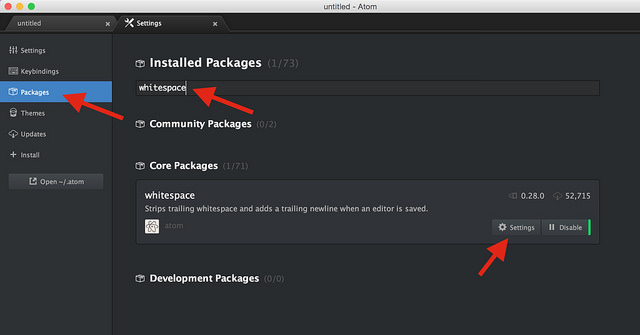 untitled - Atom
untitled
Settings
Settings
Keybindings
Packages
Themes
Updates
Install
Open ~/.atom
Installed Packages (1/73)
whitespace
Community Packages (0/2)
Core Packages (1/71)
whitespace 0.28.0 52,715
Strips trailing whitespace and adds a trailing newline when an editor is saved.
atom Settings Disable
Development Packages (0/0)